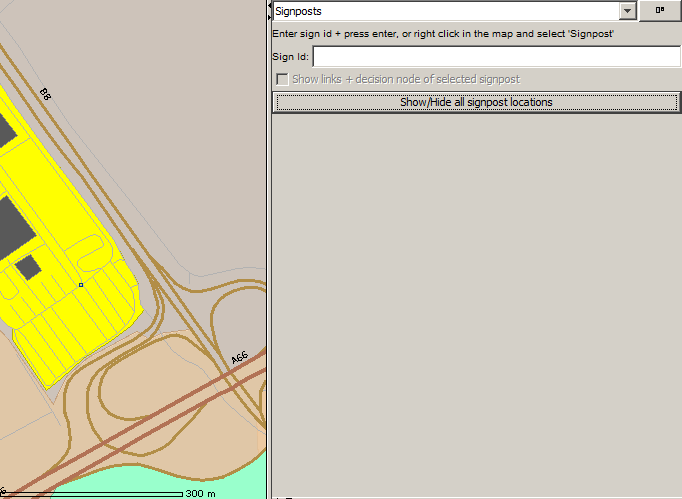 Signposts
Enter sign id + press enter, or right click in the map and select 'Signpost'
Sign Id:
Show links + decision node of selected signpost
Show/Hide all signpost locations
B8
A66
300 m